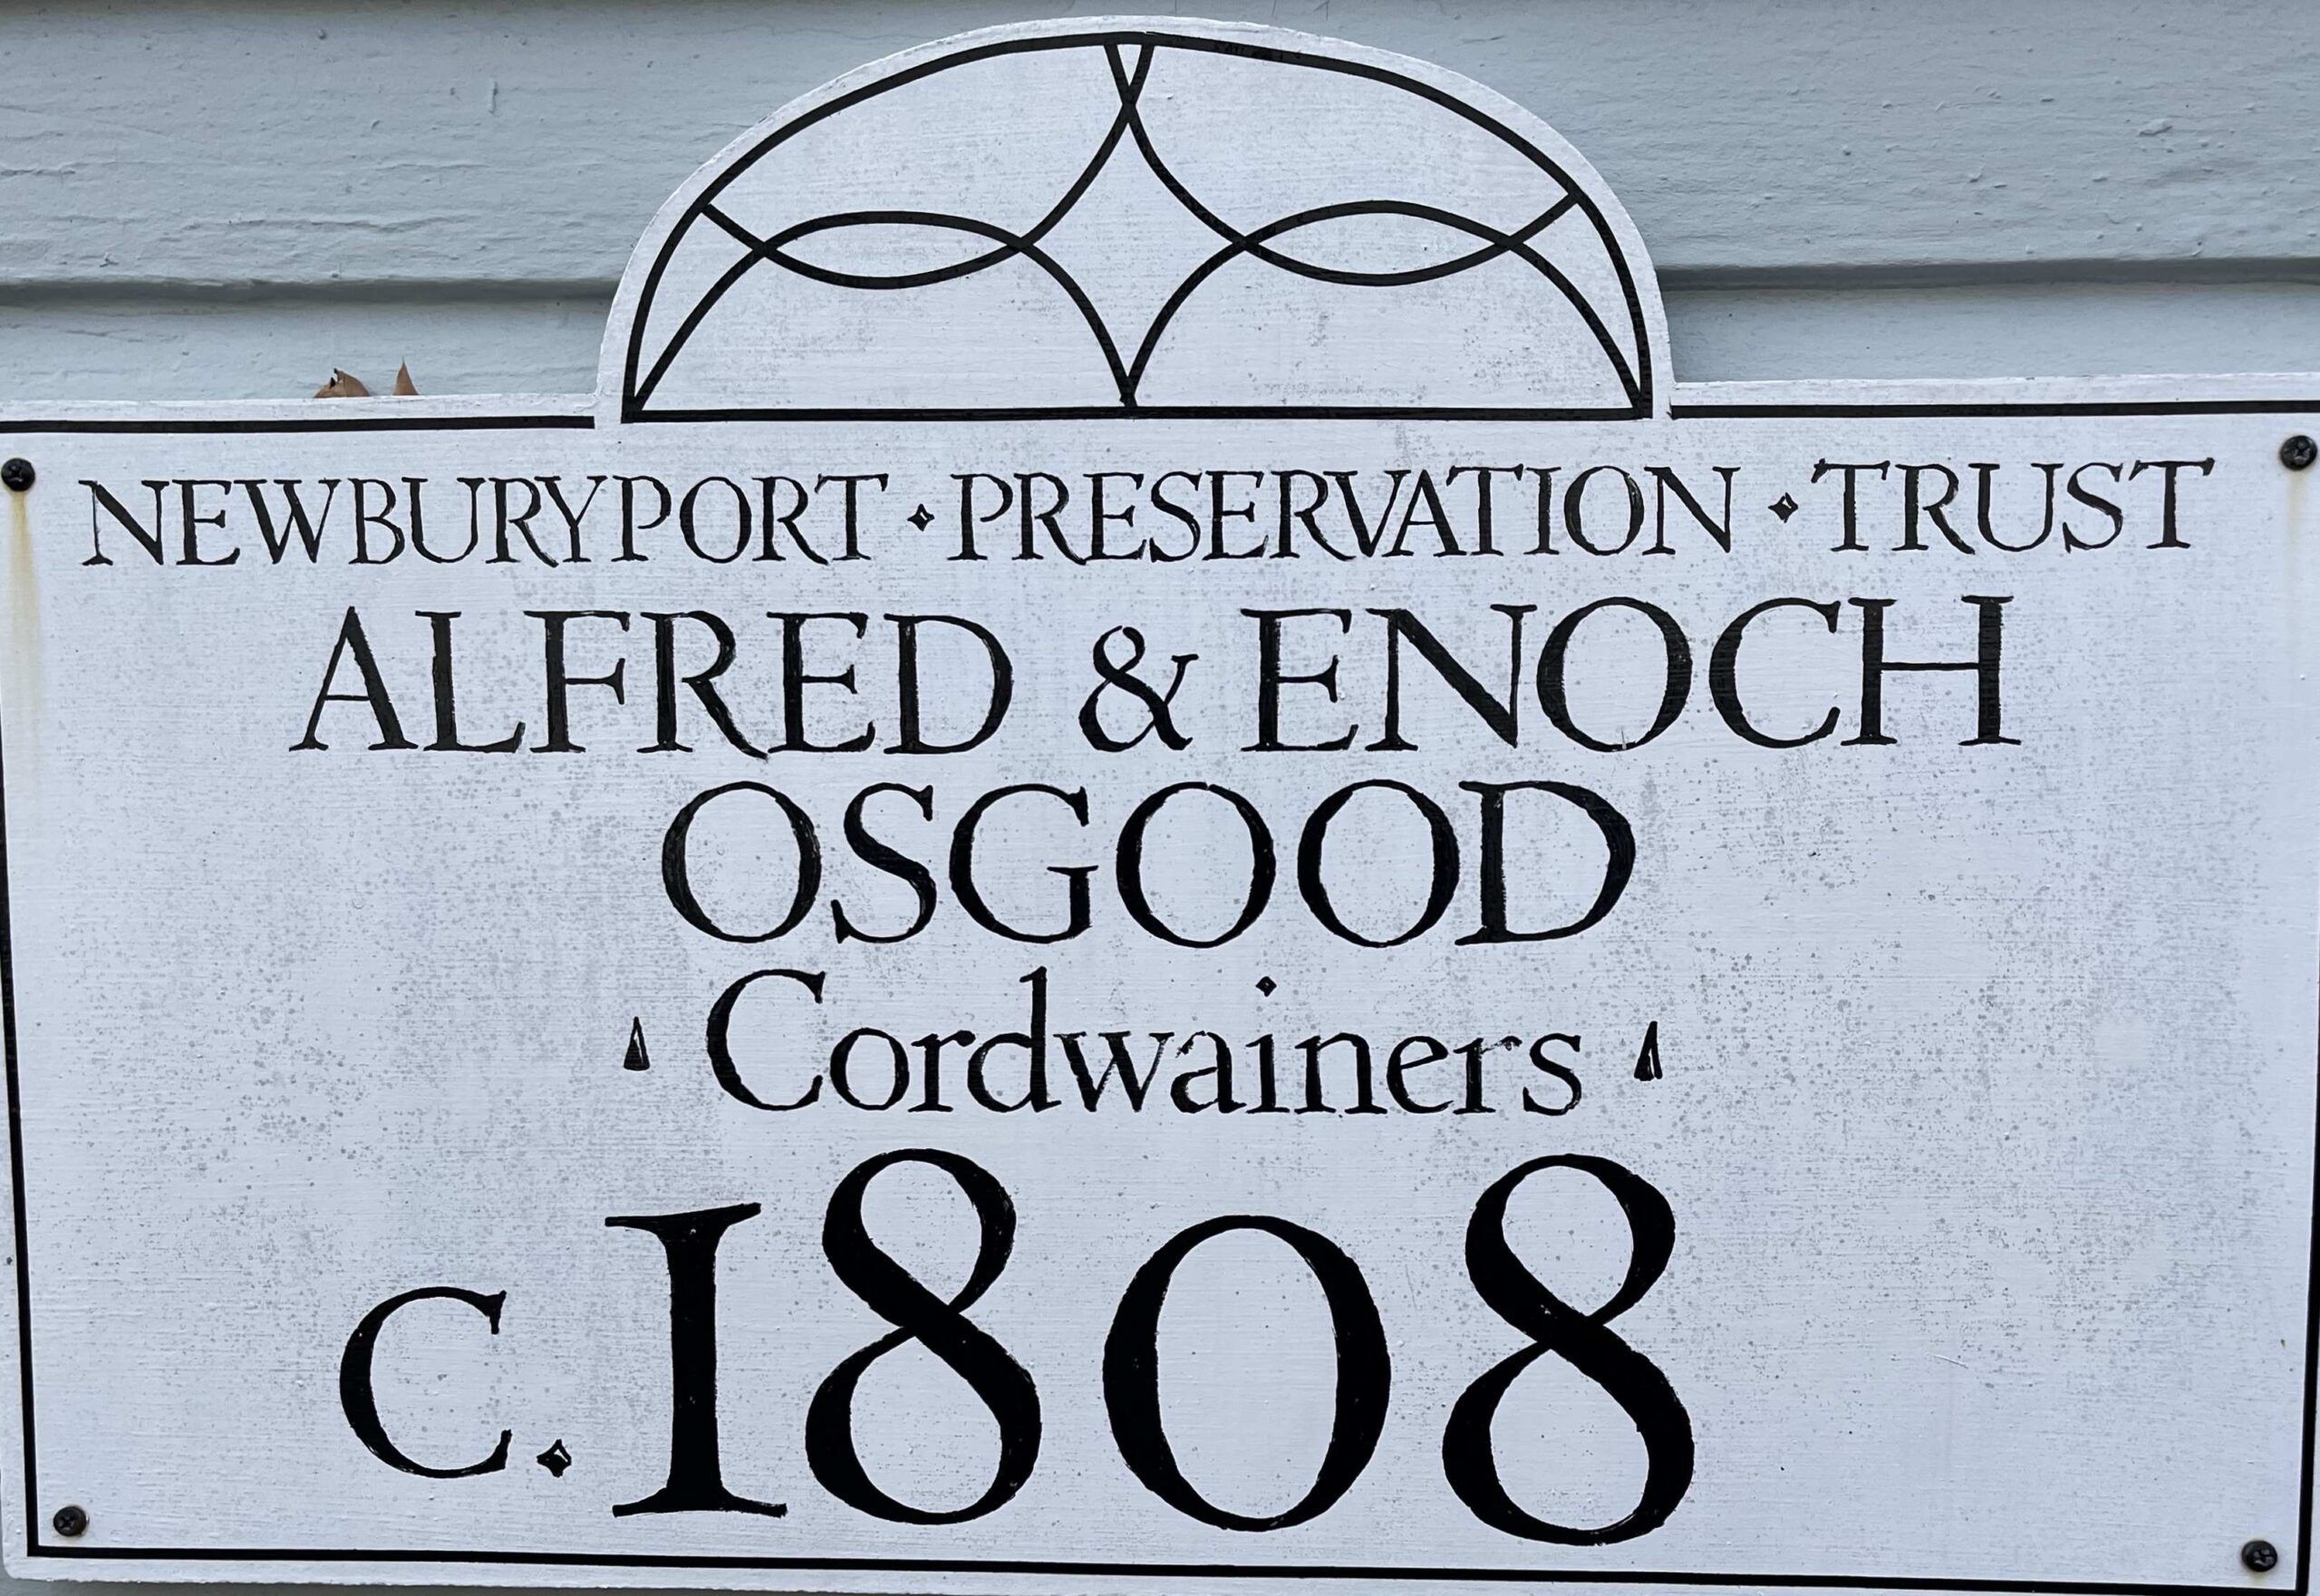 NEWBURYPORT · PRESERVATION · TRUST
ALFRED & ENOCH
OSGOOD
Cordwainers
c. 1808